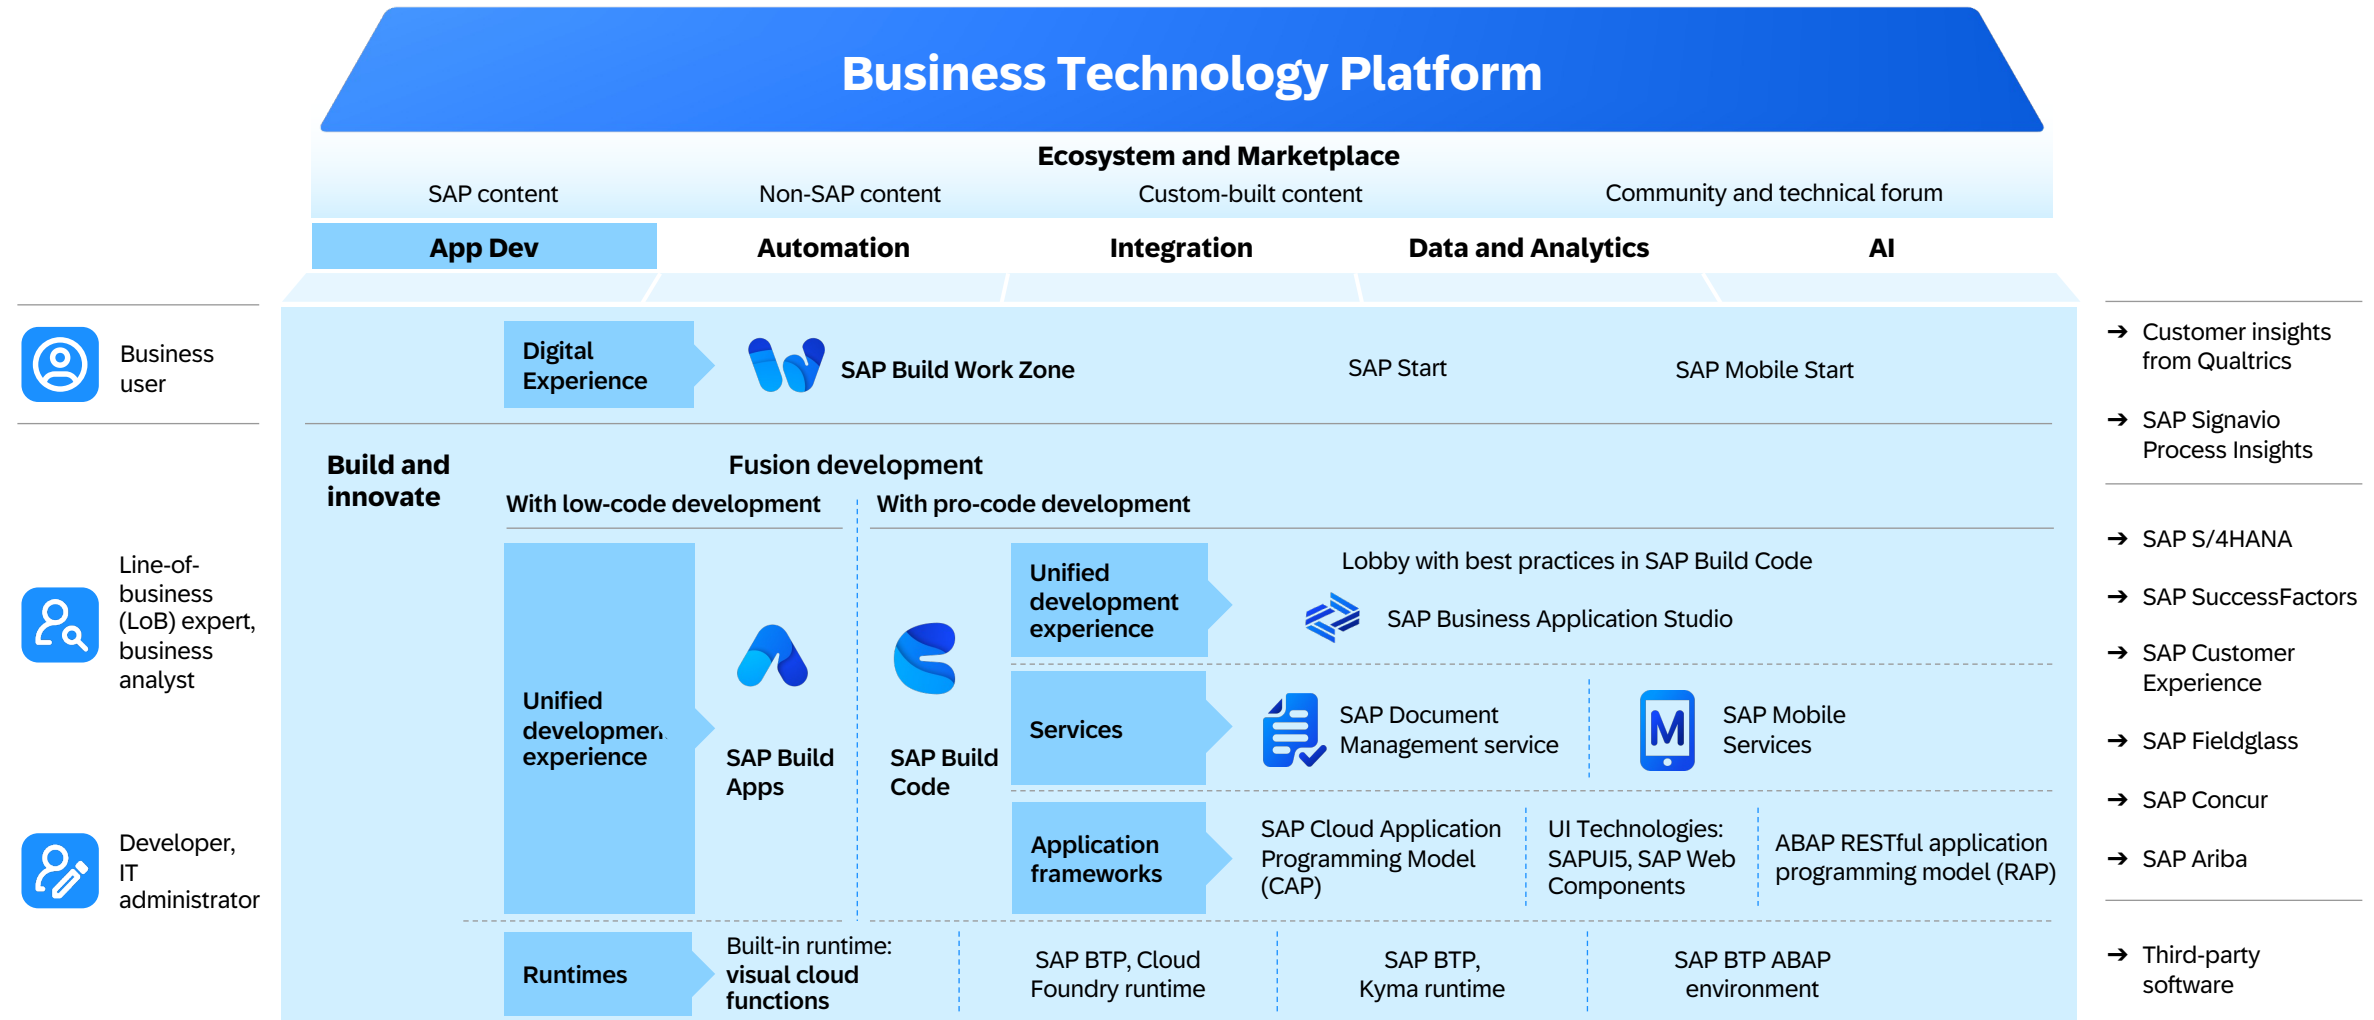 Business Technology Platform
Ecosystem and Marketplace
SAP content
Non-SAP content
Custom-built content
Community and technical forum
App Dev
Automation
Integration
Data and Analytics
AI
Business
user
Line-of-
business
(LoB) expert,
business
analyst
Developer,
IT
administrator
Digital
Experience
SAP Build Work Zone
SAP Start
SAP Mobile Start
Build and
innovate
Fusion development
With low-code development
With pro-code development
Unified
development
experience
SAP Build
Apps
SAP Build
Code
Unified
development
experience
Lobby with best practices in SAP Build Code
SAP Business Application Studio
Services
SAP Document
Management service
M
SAP Mobile
Services
Application
frameworks
SAP Cloud Application
Programming Model
(CAP)
UI Technologies:
SAPUI5, SAP Web
Components
ABAP RESTful application
programming model (RAP)
Runtimes
Built-in runtime:
visual cloud
functions
SAP BTP, Cloud
Foundry runtime
SAP BTP,
Kyma runtime
SAP BTP ABAP
environment
➔ Customer insights
from Qualtrics
➔ SAP Signavio
Process Insights
➔ SAP S/4HANA
➔ SAP SuccessFactors
➔ SAP Customer
Experience
➔ SAP Fieldglass
➔ SAP Concur
➔ SAP Ariba
➔ Third-party
software